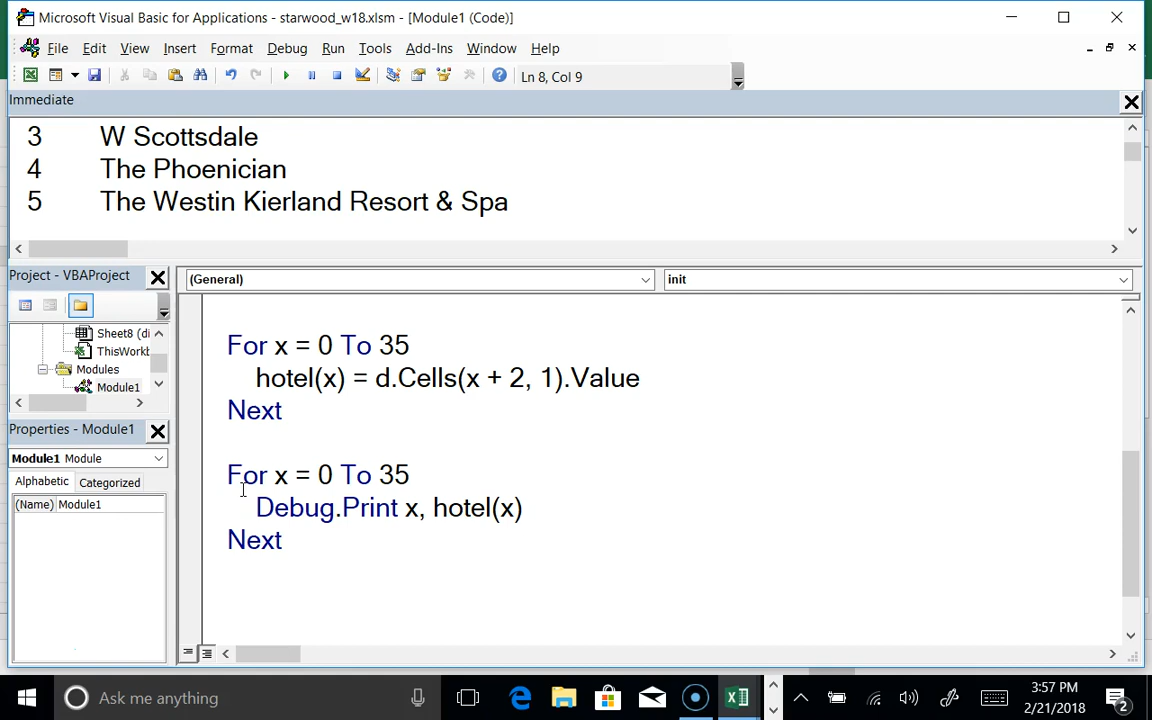 Microsoft Visual Basic for Applications - starwood_w18.xlsm - [Module1 (Code)]
File Edit View Insert Format Debug Run Tools Add-Ins Window Help
Ln 8, Col 9
Immediate
3 W Scottsdale
4 The Phoenician
5 The Westin Kierland Resort & Spa
Project - VBAProject
(General)
init
Sheet8 (di
ThisWorkb
Modules
Module1
Properties - Module1
Module1 Module
Alphabetic Categorized
(Name) Module1
For x = 0 To 35
hotel(x) = d.Cells(x + 2, 1).Value
Next
For x = 0 To 35
Debug.Print x, hotel(x)
Next
Ask me anything
3:57 PM
2/21/2018
2